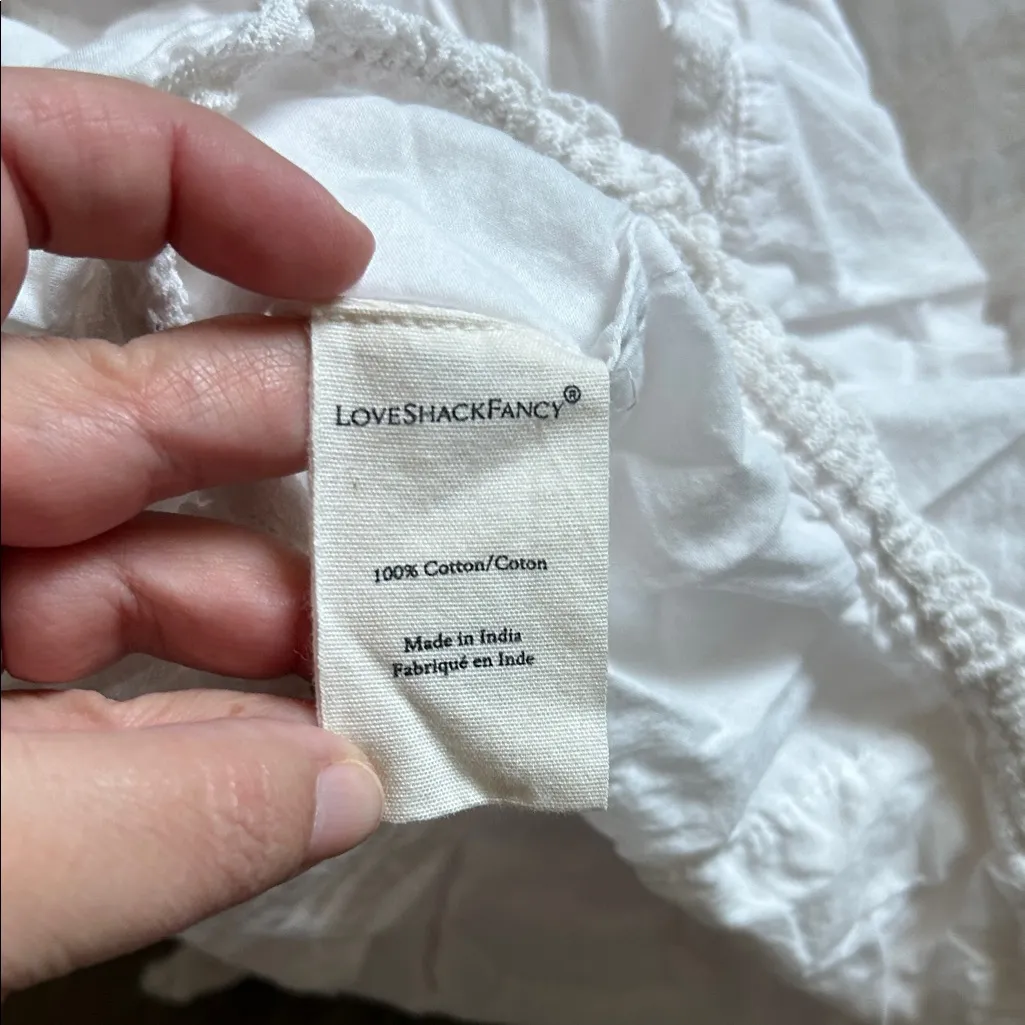 LOVESHACKFANCY®
100% Cotton/Coton
Made in India
Fabriqué en Inde